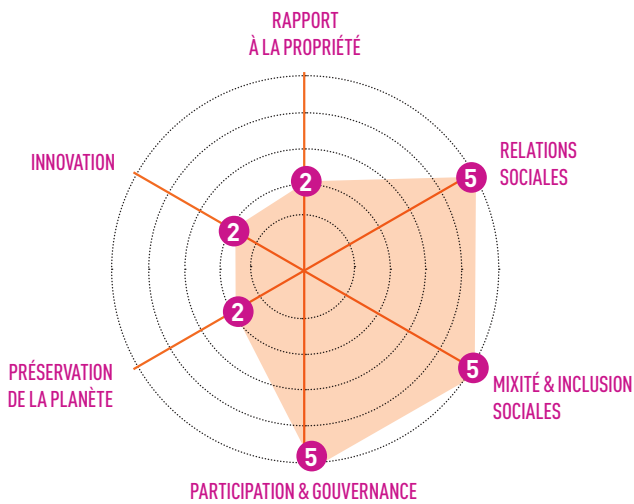 RAPPORT
À LA PROPRIÉTÉ
INNOVATION
RELATIONS
SOCIALES
2
5
2
2
PRÉSERVATION
DE LA PLANÈTE
5
MIXITÉ & INCLUSION
SOCIALES
5
PARTICIPATION & GOUVERNANCE